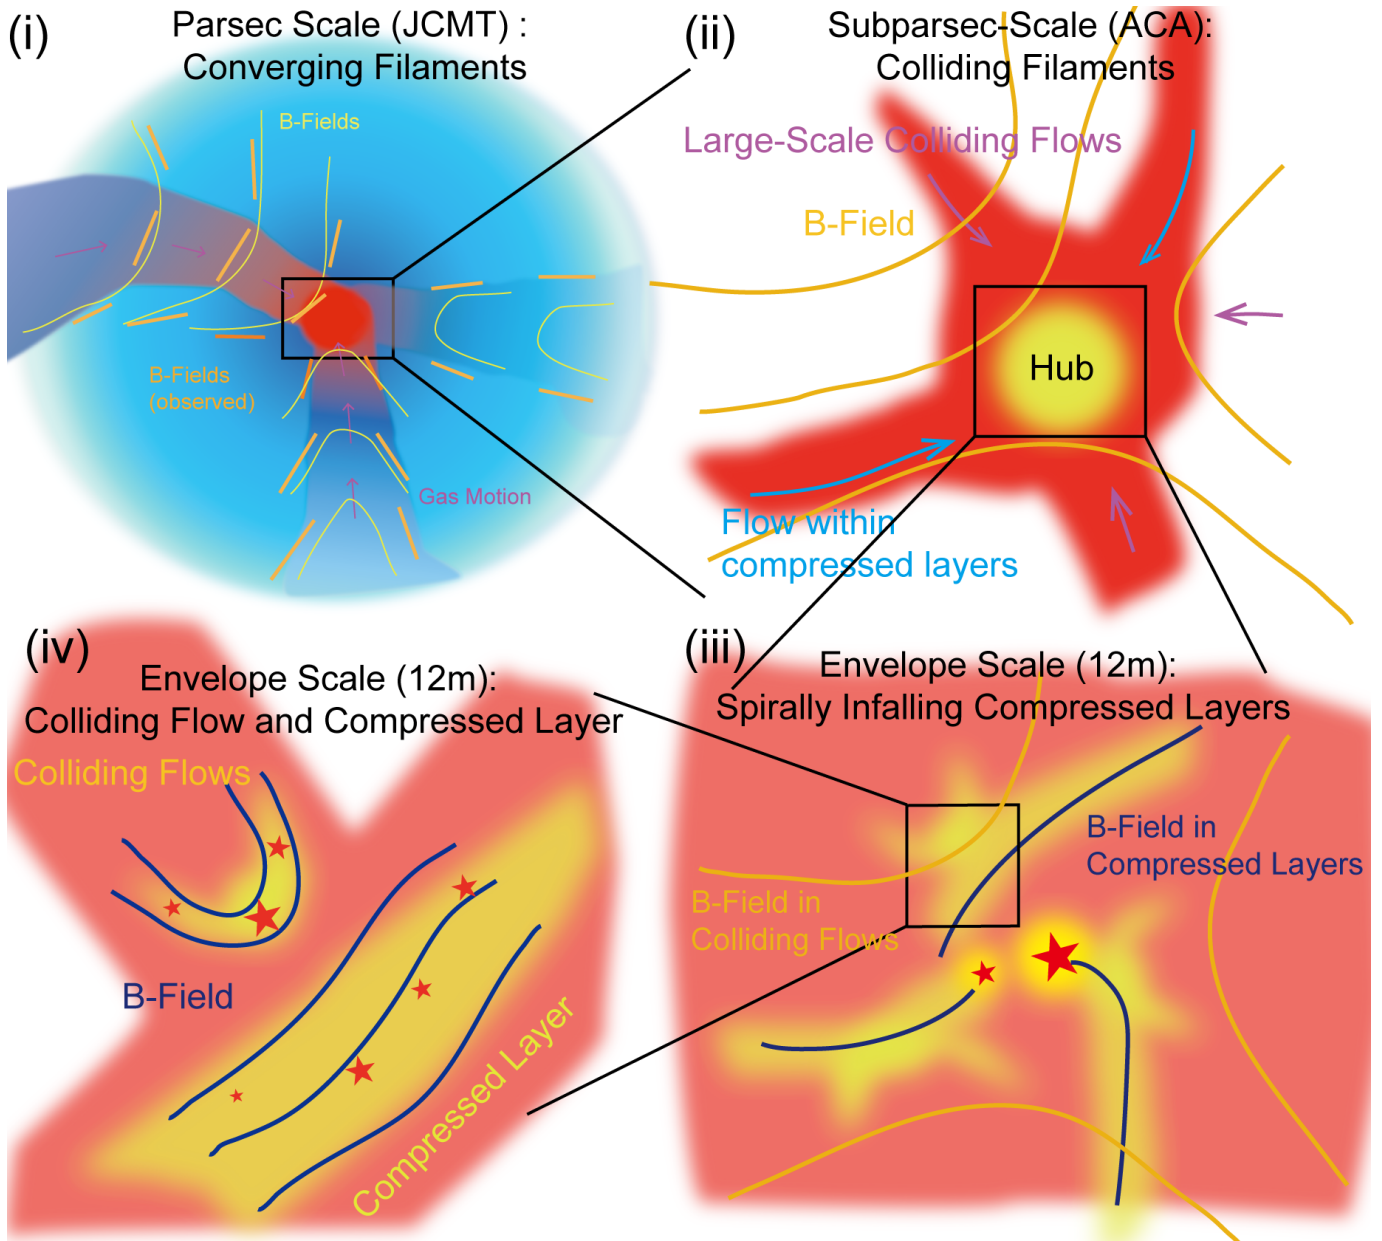 (i)
Parsec Scale (JCMT) :
Converging Filaments
B-Fields
B-Fields
(observed)
Gas Motion
(ii)
Subparsec-Scale (ACA):
Colliding Filaments
Large-Scale Colliding Flows
B-Field
Hub
Flow within
compressed layers
(iii)
Envelope Scale (12m):
Spirally Infalling Compressed Layers
B-Field in
Compressed Layers
B-Field in
Colliding Flows
(iv)
Envelope Scale (12m):
Colliding Flow and Compressed Layer
Colliding Flows
B-Field
Compressed Layer